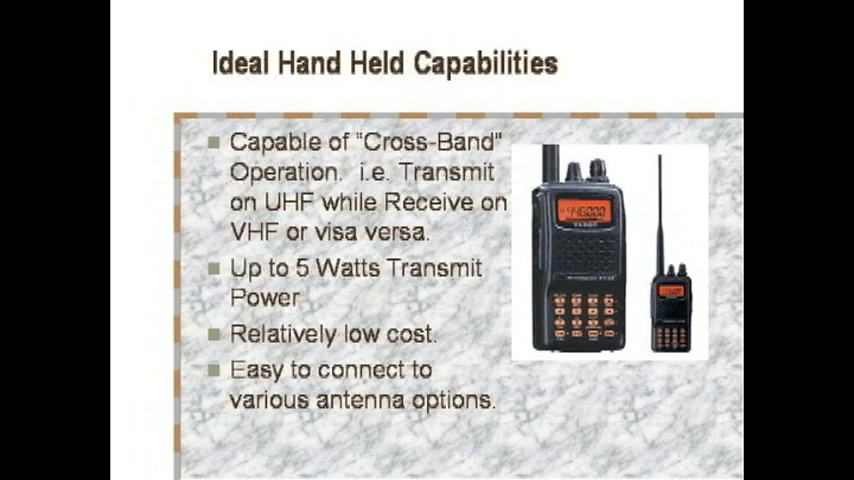 Ideal Hand Held Capabilities
Capable of "Cross-Band"
Operation. i.e. Transmit
on UHF while Receive on
VHF or visa versa.
Up to 5 Watts Transmit
Power
Relatively low cost.
Easy to connect to
various antenna options.
YAESU